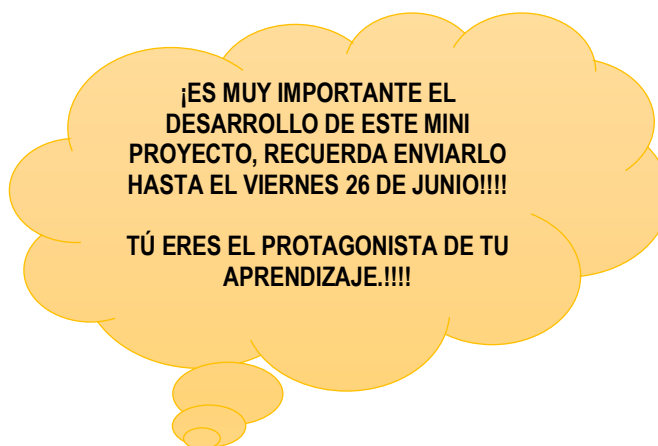 ¡ES MUY IMPORTANTE EL
DESARROLLO DE ESTE MINI
PROYECTO, RECUERDA ENVIARLO
HASTA EL VIERNES 26 DE JUNIO!!!!
TÚ ERES EL PROTAGONISTA DE TU
APRENDIZAJE.!!!!